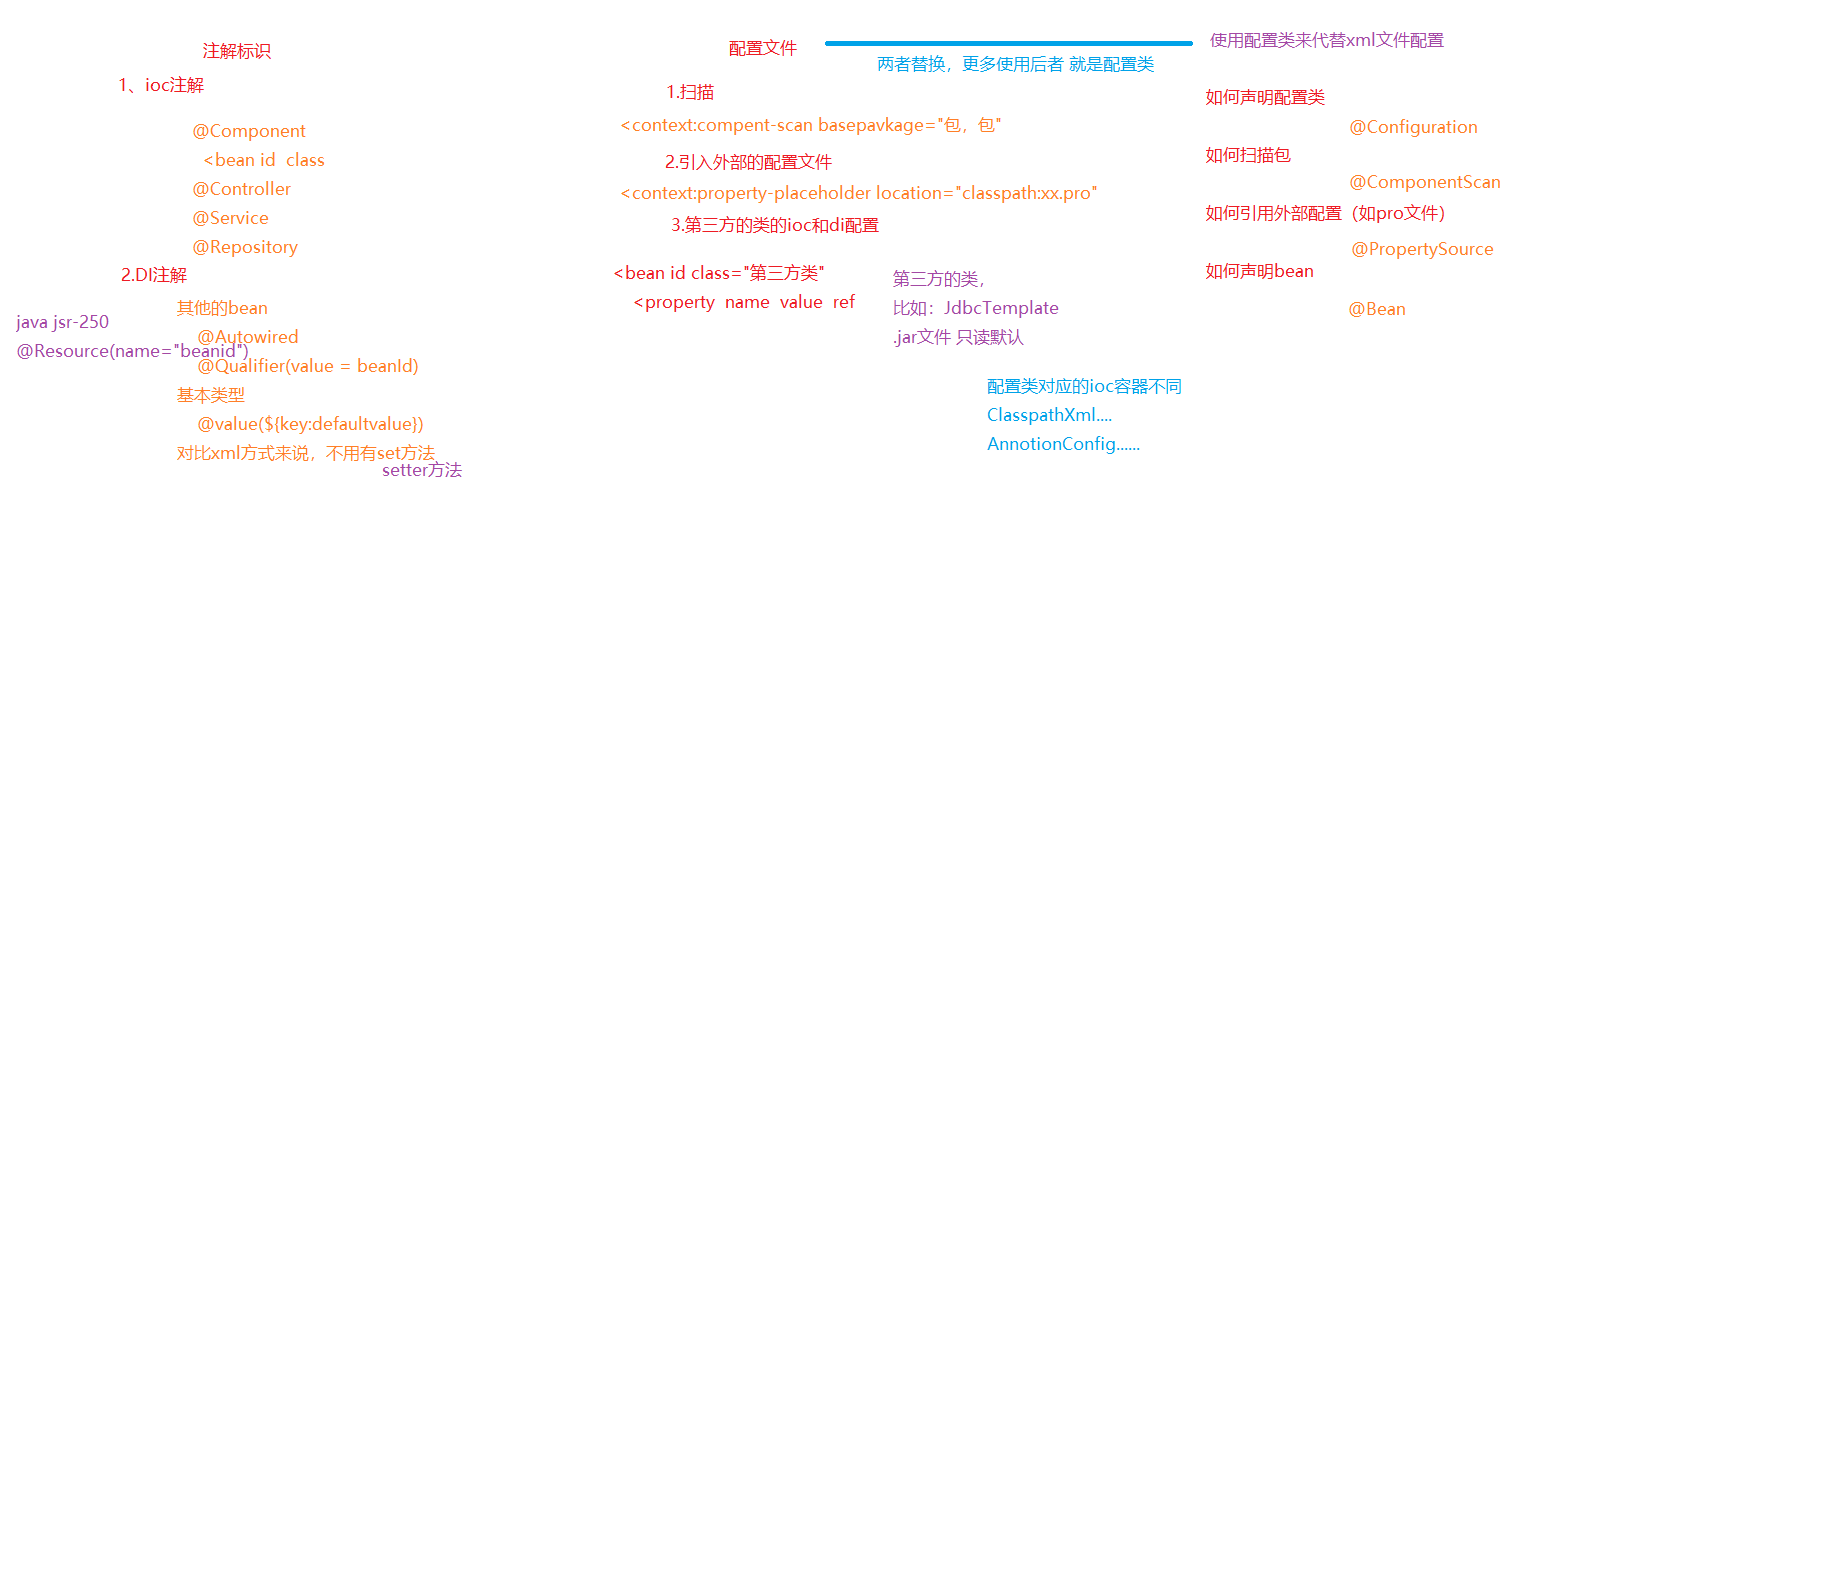 注解标识
1、ioc注解
@Component
<bean id  class
@Controller
@Service
@Repository
2.DI注解
其他的bean
java jsr-250
@Autowired
@Resource(name="beanid")
@Qualifier(value = beanId)
基本类型
@value(${key:defaultvalue})
对比xml方式来说，不用有set方法
setter方法
配置文件
两者替换，更多使用后者 就是配置类
1.扫描
<context:compent-scan basepavkage="包，包"
2.引入外部的配置文件
<context:property-placeholder location="classpath:xx.pro"
3.第三方的类的ioc和di配置
<bean id class="第三方类"
<property  name  value  ref
第三方的类，
比如：JdbcTemplate
.jar文件 只读默认
配置类对应的ioc容器不同
ClasspathXml....
AnnotionConfig......
使用配置类来代替xml文件配置
如何声明配置类
@Configuration
如何扫描包
@ComponentScan
如何引用外部配置（如pro文件）
@PropertySource
如何声明bean
@Bean